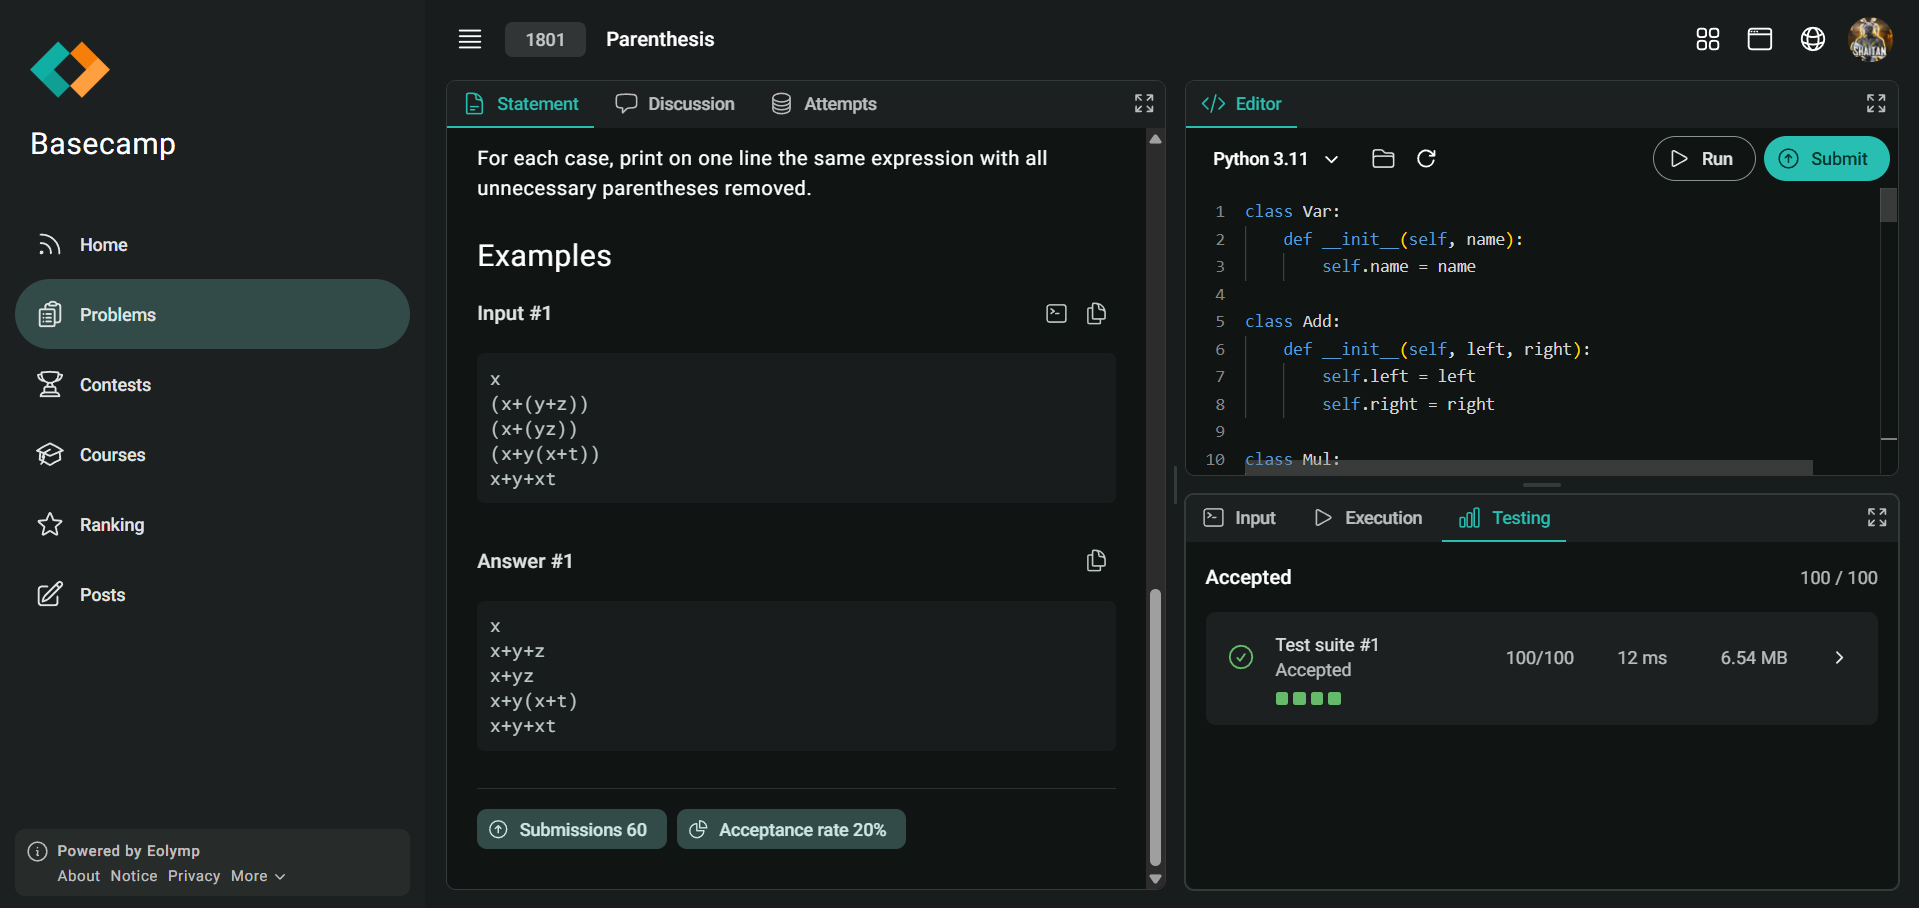 Basecamp
Home
Problems
Contests
Courses
Ranking
Posts
Powered by Eolymp
About Notice Privacy More
1801 Parenthesis
SHAITAN
Statement Discussion Attempts
For each case, print on one line the same expression with all
unnecessary parentheses removed.
Examples
Input #1
x
(x+(y+z))
(x+(yz))
(x+y(x+t))
x+y+xt
Answer #1
x
x+y+z
x+yz
x+y(x+t)
x+y+xt
Submissions 60 Acceptance rate 20%
Editor
Python 3.11 Run Submit
1 class Var:
2 def __init__(self, name):
3 self.name = name
4
5 class Add:
6 def __init__(self, left, right):
7 self.left = left
8 self.right = right
9
10 class Mul:
Input Execution Testing
Accepted 100 / 100
Test suite #1 100/100 12 ms 6.54 MB
Accepted